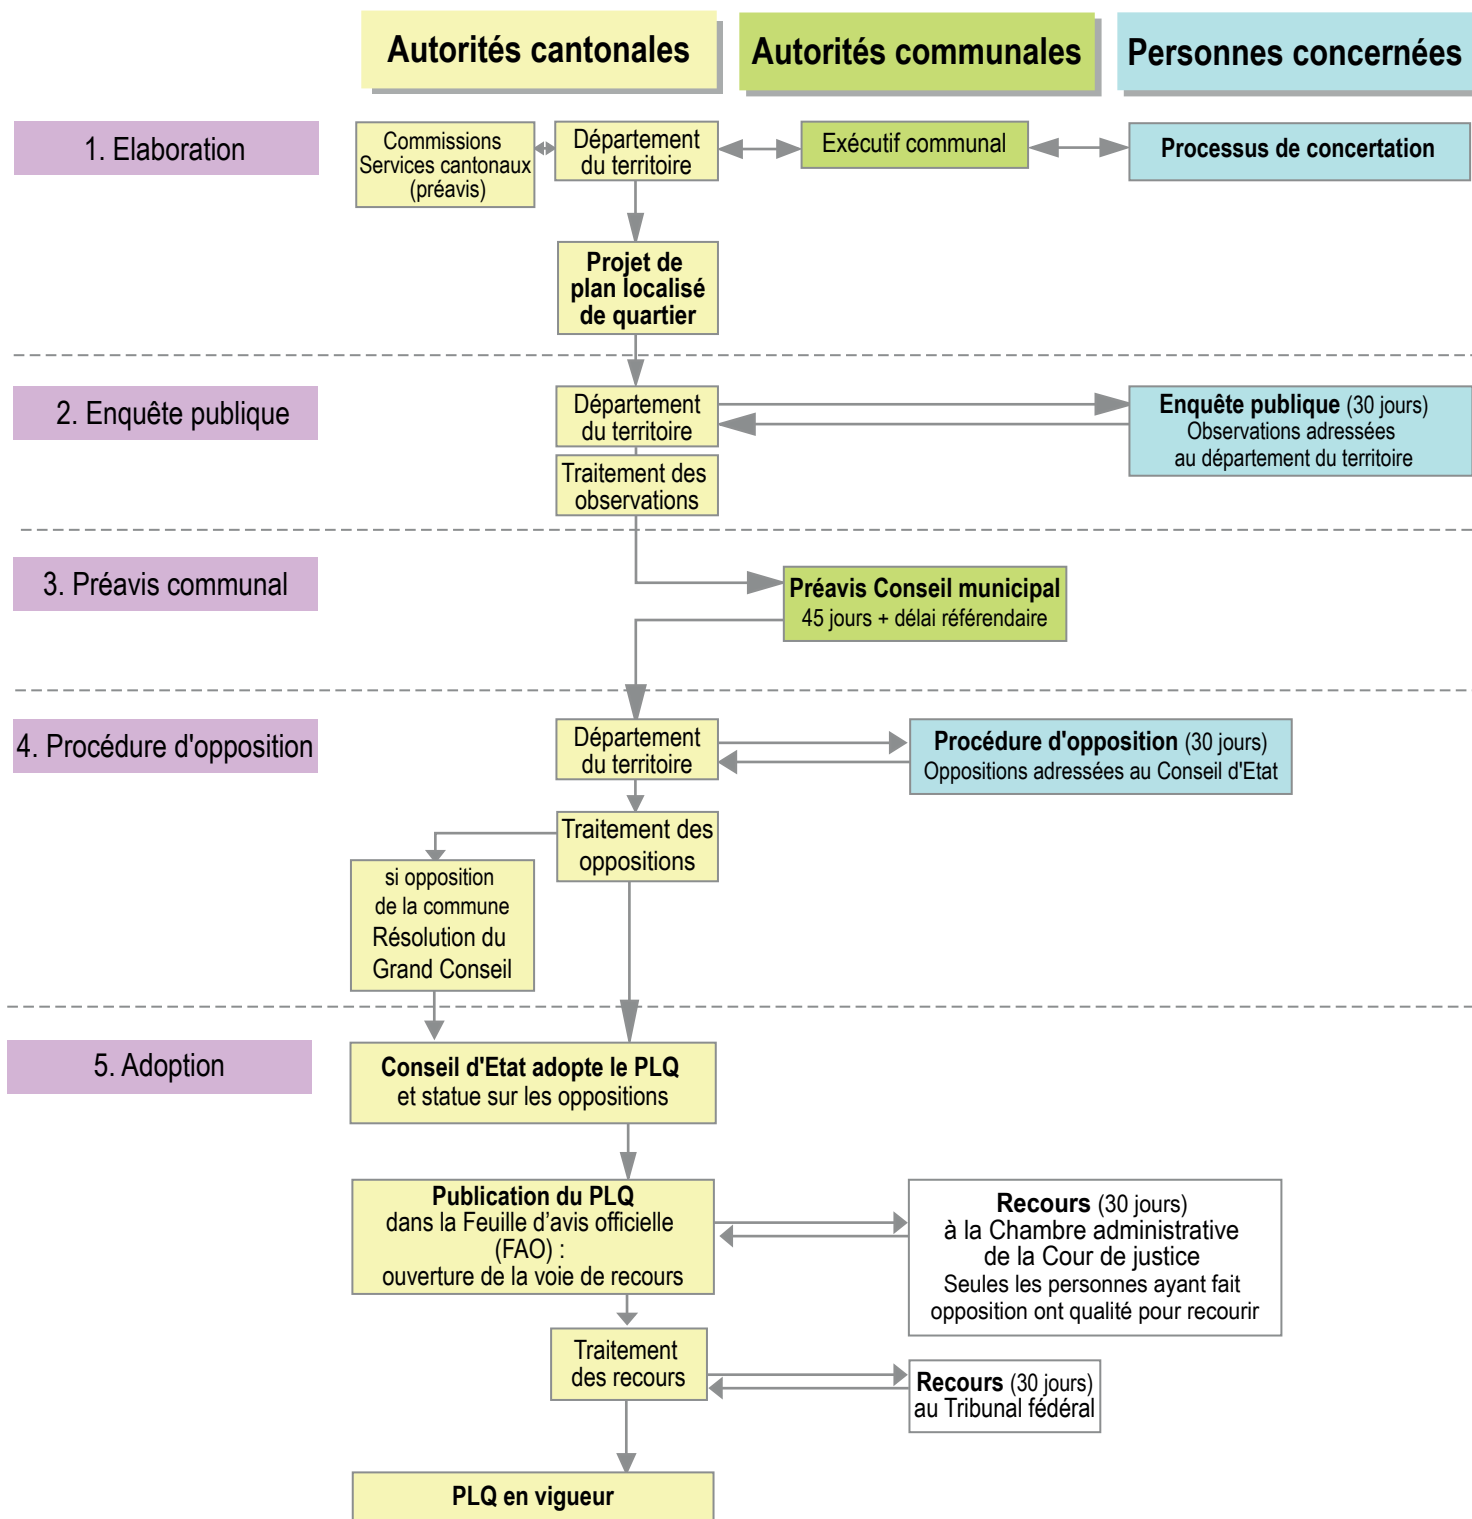 Autorités cantonales
Autorités communales
Personnes concernées
1. Elaboration
Commissions
Services cantonaux
(préavis)
Département
du territoire
Exécutif communal
Processus de concertation
Projet de
plan localisé
de quartier
2. Enquête publique
Département
du territoire
Enquête publique (30 jours)
Observations adressées
au département du territoire
Traitement des
observations
3. Préavis communal
Préavis Conseil municipal
45 jours + délai référendaire
4. Procédure d'opposition
Département
du territoire
Procédure d'opposition (30 jours)
Oppositions adressées au Conseil d'Etat
Traitement des
oppositions
si opposition
de la commune
Résolution du
Grand Conseil
5. Adoption
Conseil d'Etat adopte le PLQ
et statue sur les oppositions
Publication du PLQ
dans la Feuille d’avis officielle
(FAO) :
ouverture de la voie de recours
Recours (30 jours)
à la Chambre administrative
de la Cour de justice
Seules les personnes ayant fait
opposition ont qualité pour recourir
Traitement
des recours
Recours (30 jours)
au Tribunal fédéral
PLQ en vigueur